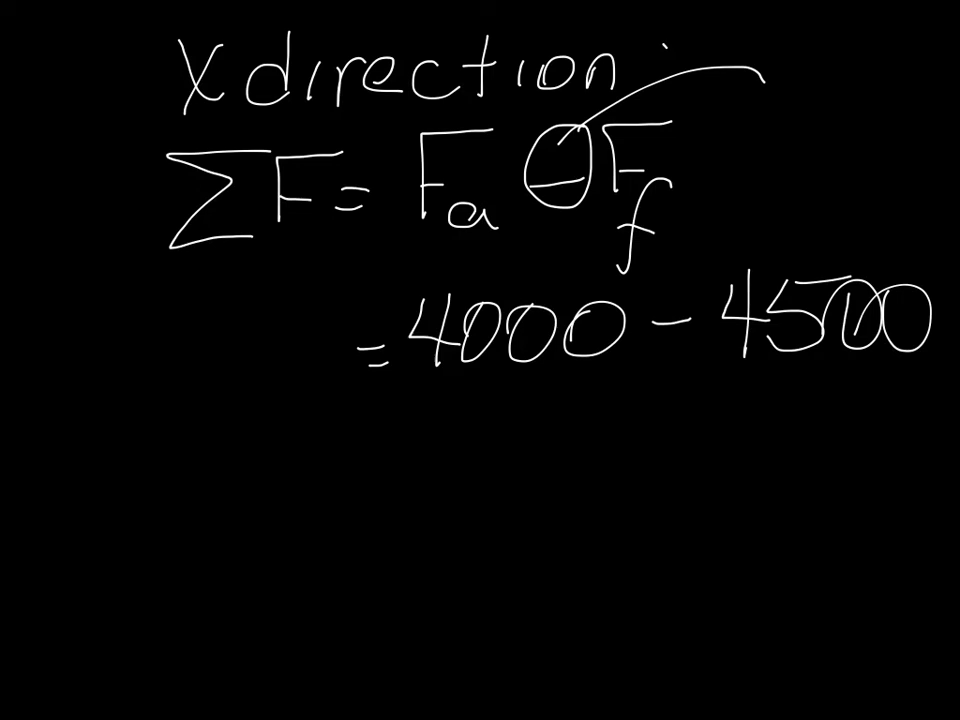 X direction
ΣF = Fa - Ff
= 4000 - 4500